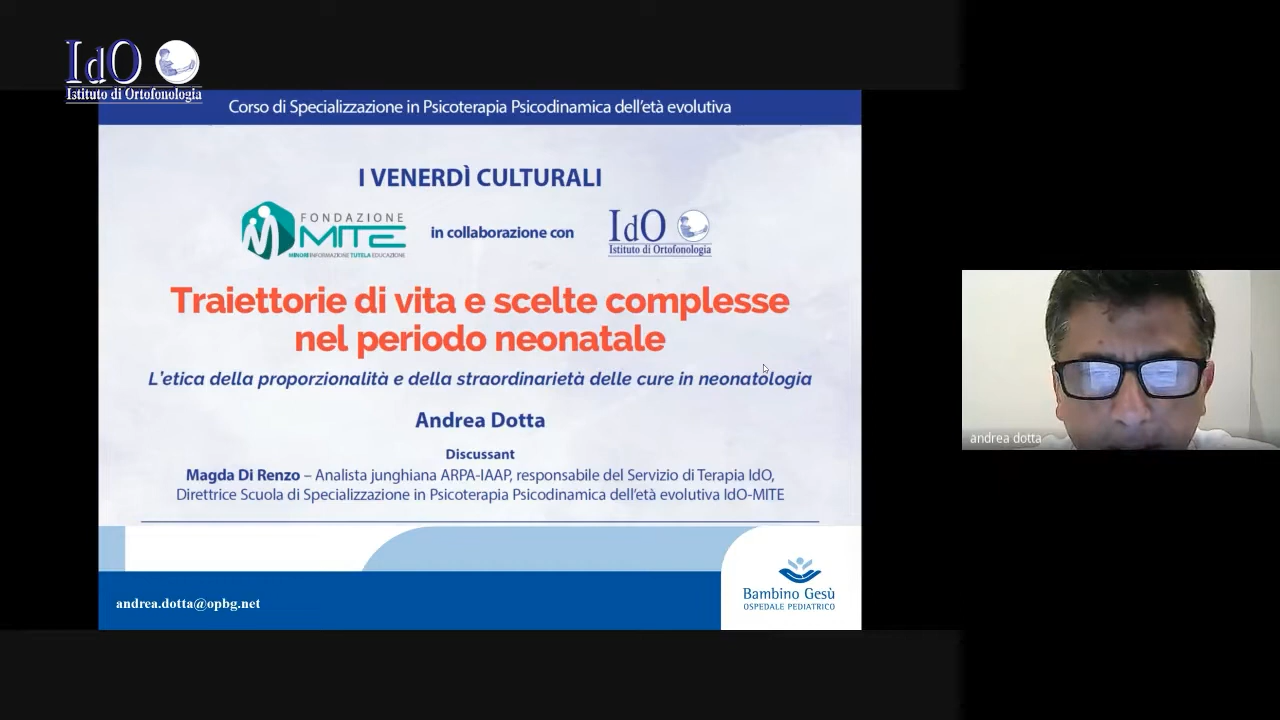 IdO
Istituto di Ortofonologia
Corso di Specializzazione in Psicoterapia Psicodinamica dell'età evolutiva
I VENERDÌ CULTURALI
FONDAZIONE
MITE
MINORI INFORMAZIONE TUTELA EDUCAZIONE
in collaborazione con
IdO
Istituto di Ortofonologia
Traiettorie di vita e scelte complesse
nel periodo neonatale
L'etica della proporzionalità e della straordinarietà delle cure in neonatologia
Andrea Dotta
Discussant
Magda Di Renzo – Analista junghiana ARPA-IAAP, responsabile del Servizio di Terapia IdO,
Direttrice Scuola di Specializzazione in Psicoterapia Psicodinamica dell'età evolutiva IdO-MITE
andrea dotta
Bambino Gesù
OSPEDALE PEDIATRICO
andrea.dotta@opbg.net